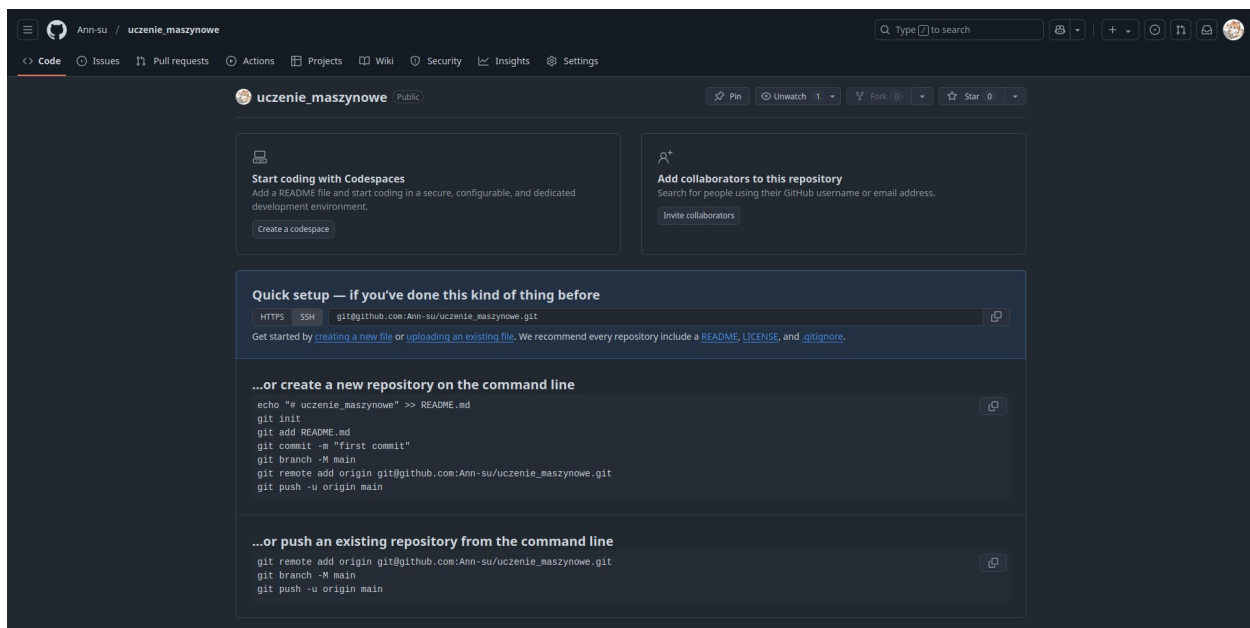 Ann-su / uczenie_maszynowe
Type / to search
Code Issues Pull requests Actions Projects Wiki Security Insights Settings
uczenie_maszynowe Public
Pin Unwatch 1 Fork 0 Star 0
Start coding with Codespaces
Add a README file and start coding in a secure, configurable, and dedicated
development environment.
Create a codespace
Add collaborators to this repository
Search for people using their GitHub username or email address.
Invite collaborators
Quick setup — if you’ve done this kind of thing before
HTTPS SSH git@github.com:Ann-su/uczenie_maszynowe.git
Get started by creating a new file or uploading an existing file. We recommend every repository include a README, LICENSE, and .gitignore.
...or create a new repository on the command line
echo "# uczenie_maszynowe" >> README.md
git init
git add README.md
git commit -m "first commit"
git branch -M main
git remote add origin git@github.com:Ann-su/uczenie_maszynowe.git
git push -u origin main
...or push an existing repository from the command line
git remote add origin git@github.com:Ann-su/uczenie_maszynowe.git
git branch -M main
git push -u origin main